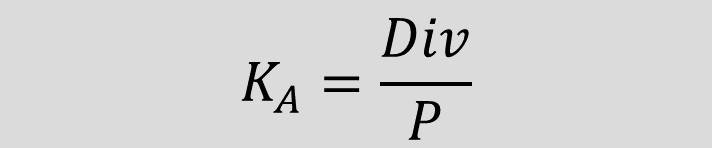 K_A = Div / P